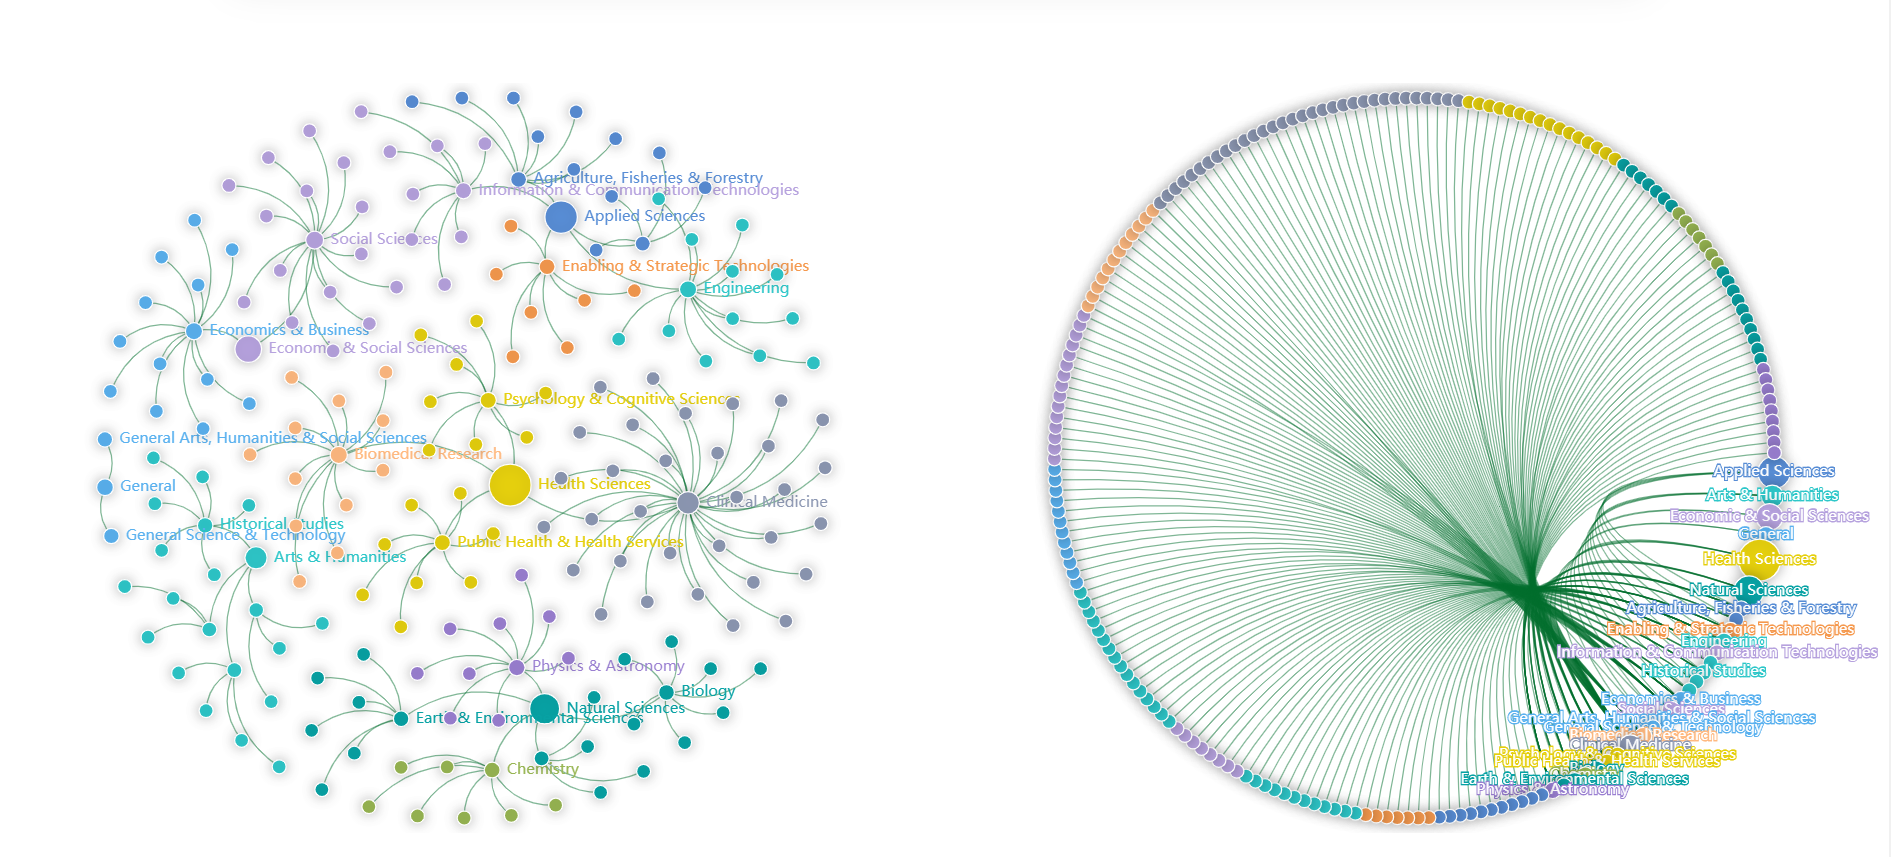 Agriculture, Fisheries & Forestry
Information & Communication Technologies
Applied Sciences
Social Sciences
Enabling & Strategic Technologies
Engineering
Economics & Business
Economic & Social Sciences
Psychology & Cognitive Sciences
General Arts, Humanities & Social Sciences
Biomedical Research
Health Sciences
General
Clinical Medicine
Historical Studies
General Science & Technology
Public Health & Health Services
Arts & Humanities
Physics & Astronomy
Biology
Natural Sciences
Earth & Environmental Sciences
Chemistry
Applied Sciences
Arts & Humanities
Economic & Social Sciences
General
Health Sciences
Natural Sciences
Agriculture, Fisheries & Forestry
Enabling & Strategic Technologies
Engineering
Information & Communication Technologies
Historical Studies
Economics & Business
Social Sciences
General Arts, Humanities & Social Sciences
General Science & Technology
Biomedical Research
Clinical Medicine
Psychology & Cognitive Sciences
Public Health & Health Services
Biology
Earth & Environmental Sciences
Physics & Astronomy